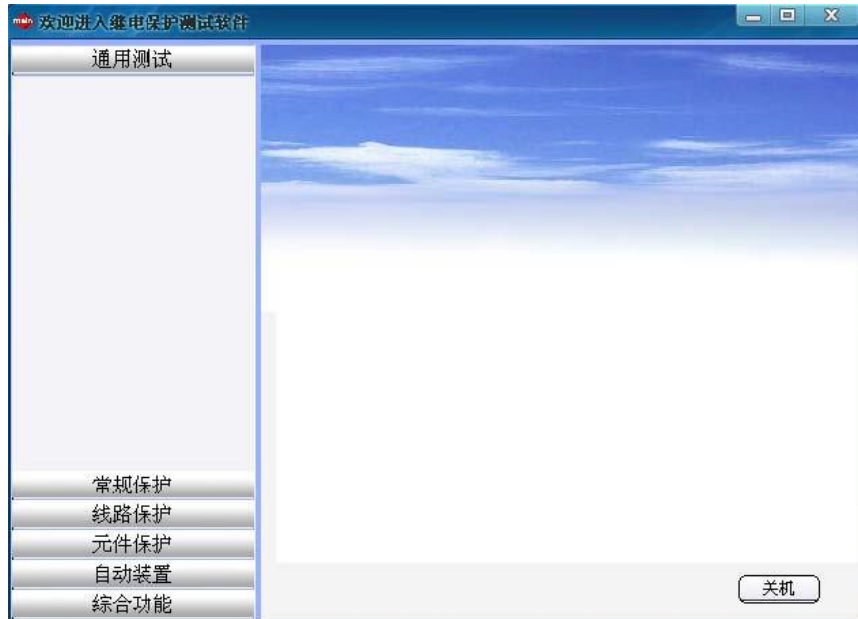 main 欢迎进入继电保护测试软件
通用测试
常规保护
线路保护
元件保护
自动装置
综合功能
关机